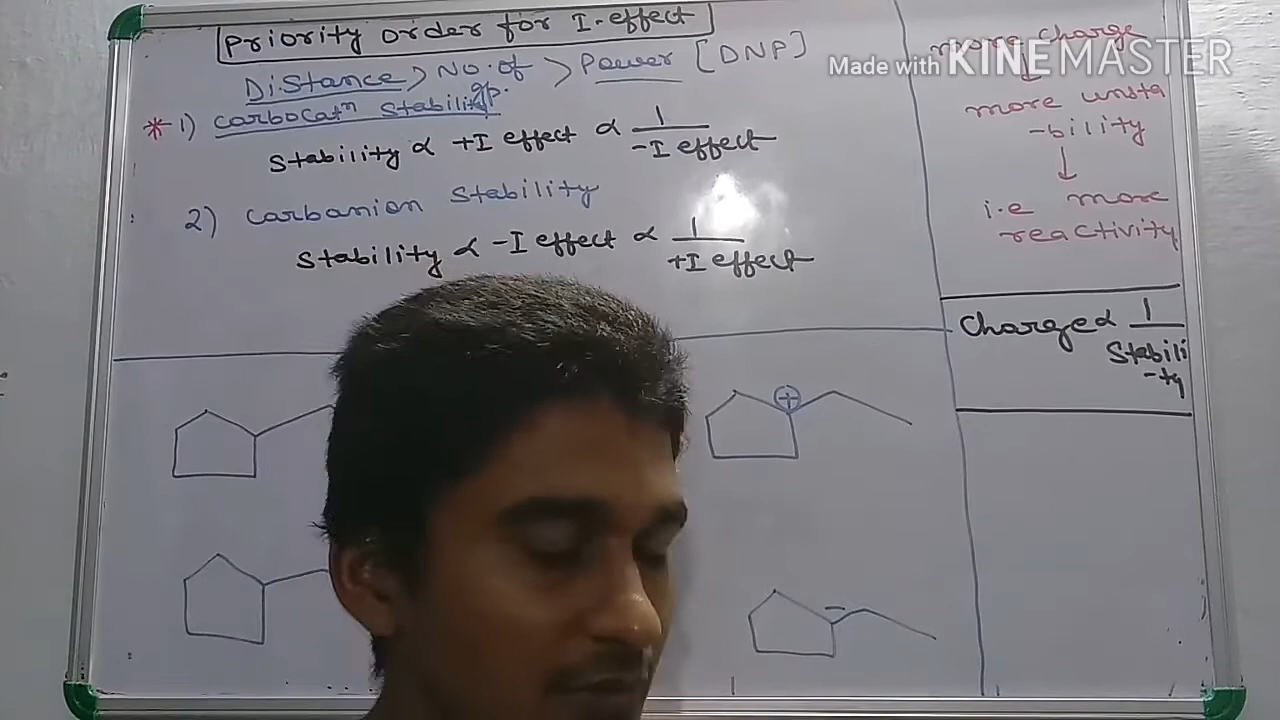 Priority order for I-effect
Distance > No. of gp. > Power [DNP]
* 1) Carbocatⁿ Stability
Stability ∝ +I effect ∝ 1/-I effect
2) Carbanion Stability
Stability ∝ -I effect ∝ 1/+I effect
more charge
↓
more unsta
-bility
↓
i.e more
reactivity
Charge ∝ 1/Stabili
-ty
+
-
Made with KINEMASTER